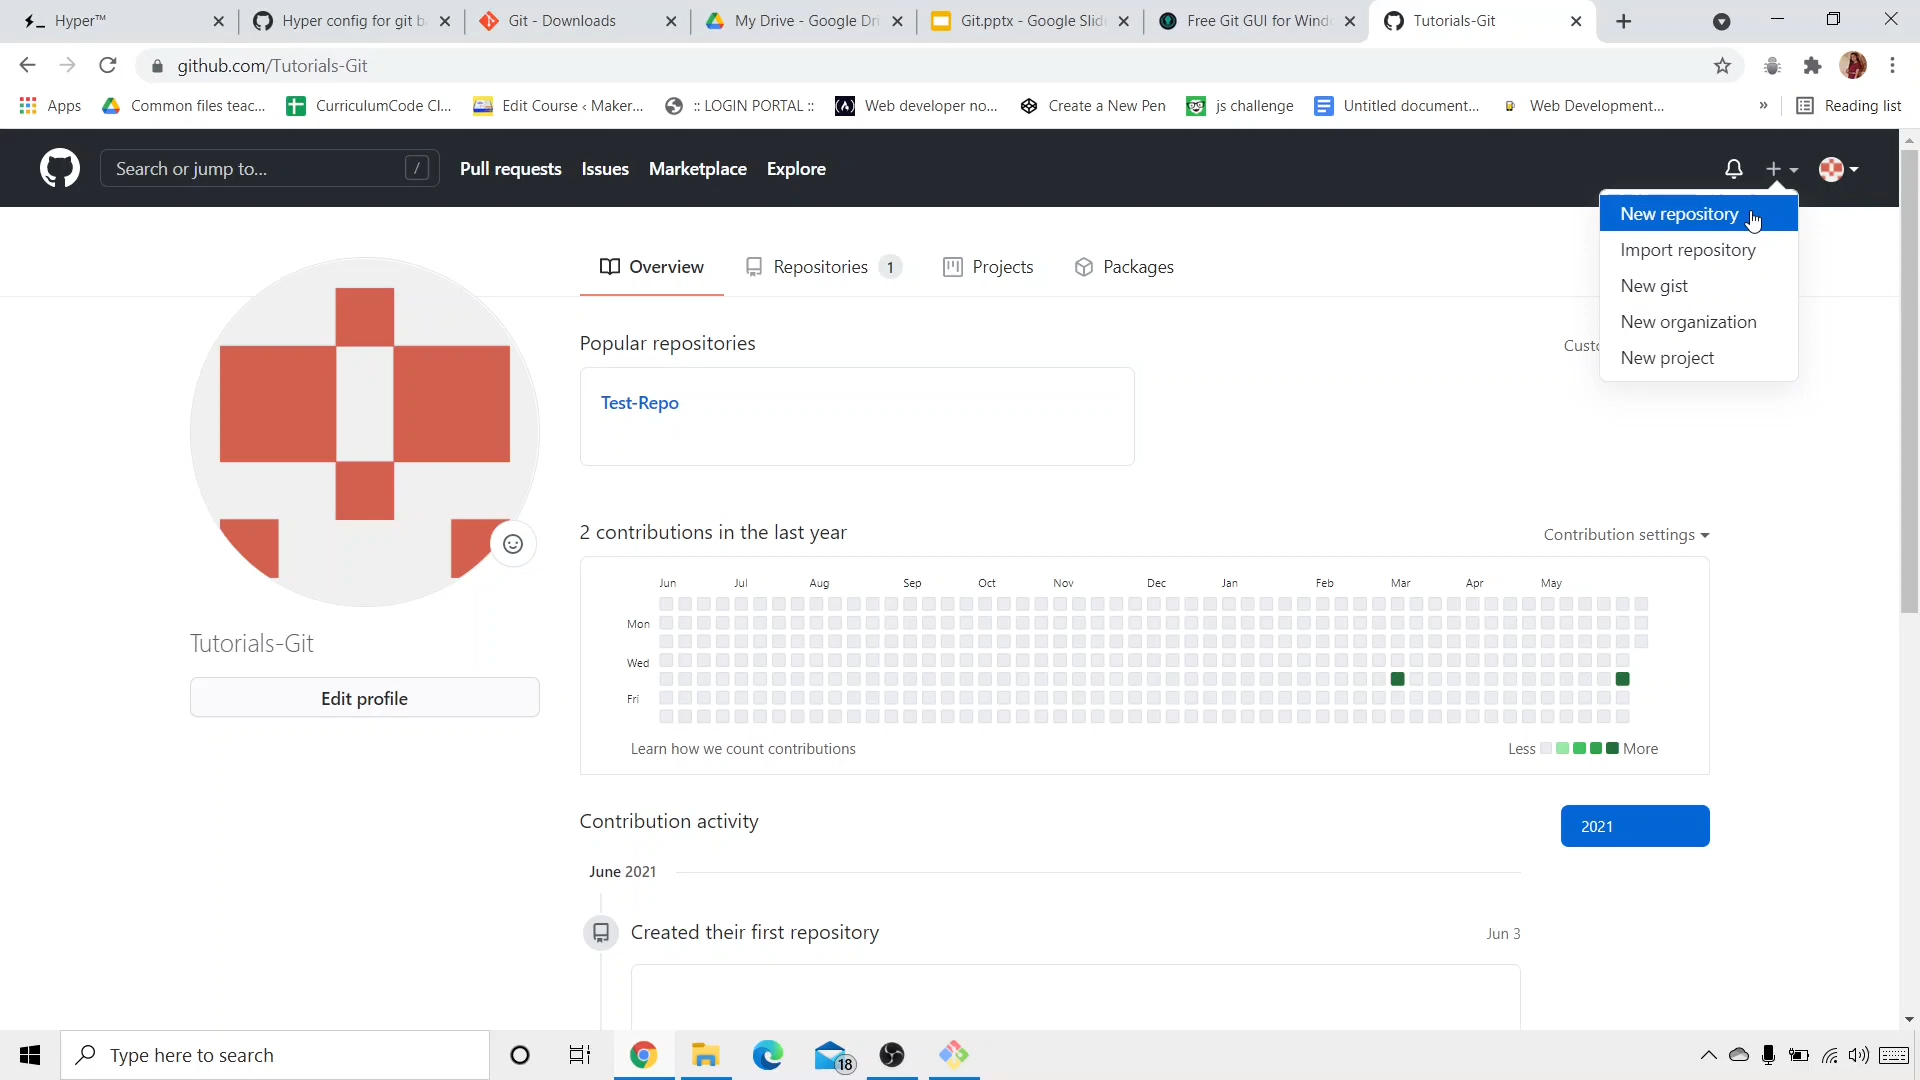 Hyper™
Hyper config for git b
Git - Downloads
My Drive - Google Dri
Git.pptx - Google Slid
Free Git GUI for Windo
Tutorials-Git
github.com/Tutorials-Git
Apps
Common files teac...
CurriculumCode Cl...
Edit Course ‹ Maker...
:: LOGIN PORTAL ::
Web developer no...
Create a New Pen
js challenge
Untitled document...
Web Development...
»
Reading list
Search or jump to...
/
Pull requests
Issues
Marketplace
Explore
New repository
Import repository
New gist
New organization
New project
Overview
Repositories 1
Projects
Packages
Popular repositories
Custo
Test-Repo
2 contributions in the last year
Contribution settings
Jun Jul Aug Sep Oct Nov Dec Jan Feb Mar Apr May
Mon
Wed
Fri
Learn how we count contributions
Less
More
Tutorials-Git
Edit profile
Contribution activity
2021
June 2021
Created their first repository
Jun 3
Type here to search
18